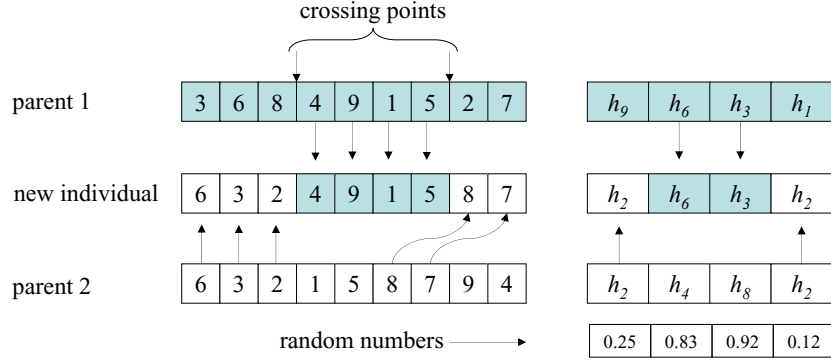 crossing points
parent 1 3 6 8 4 9 1 5 2 7 h₉ h₆ h₃ h₁
new individual 6 3 2 4 9 1 5 8 7 h₂ h₆ h₃ h₂
parent 2 6 3 2 1 5 8 7 9 4 h₂ h₄ h₈ h₂
random numbers 0.25 0.83 0.92 0.12